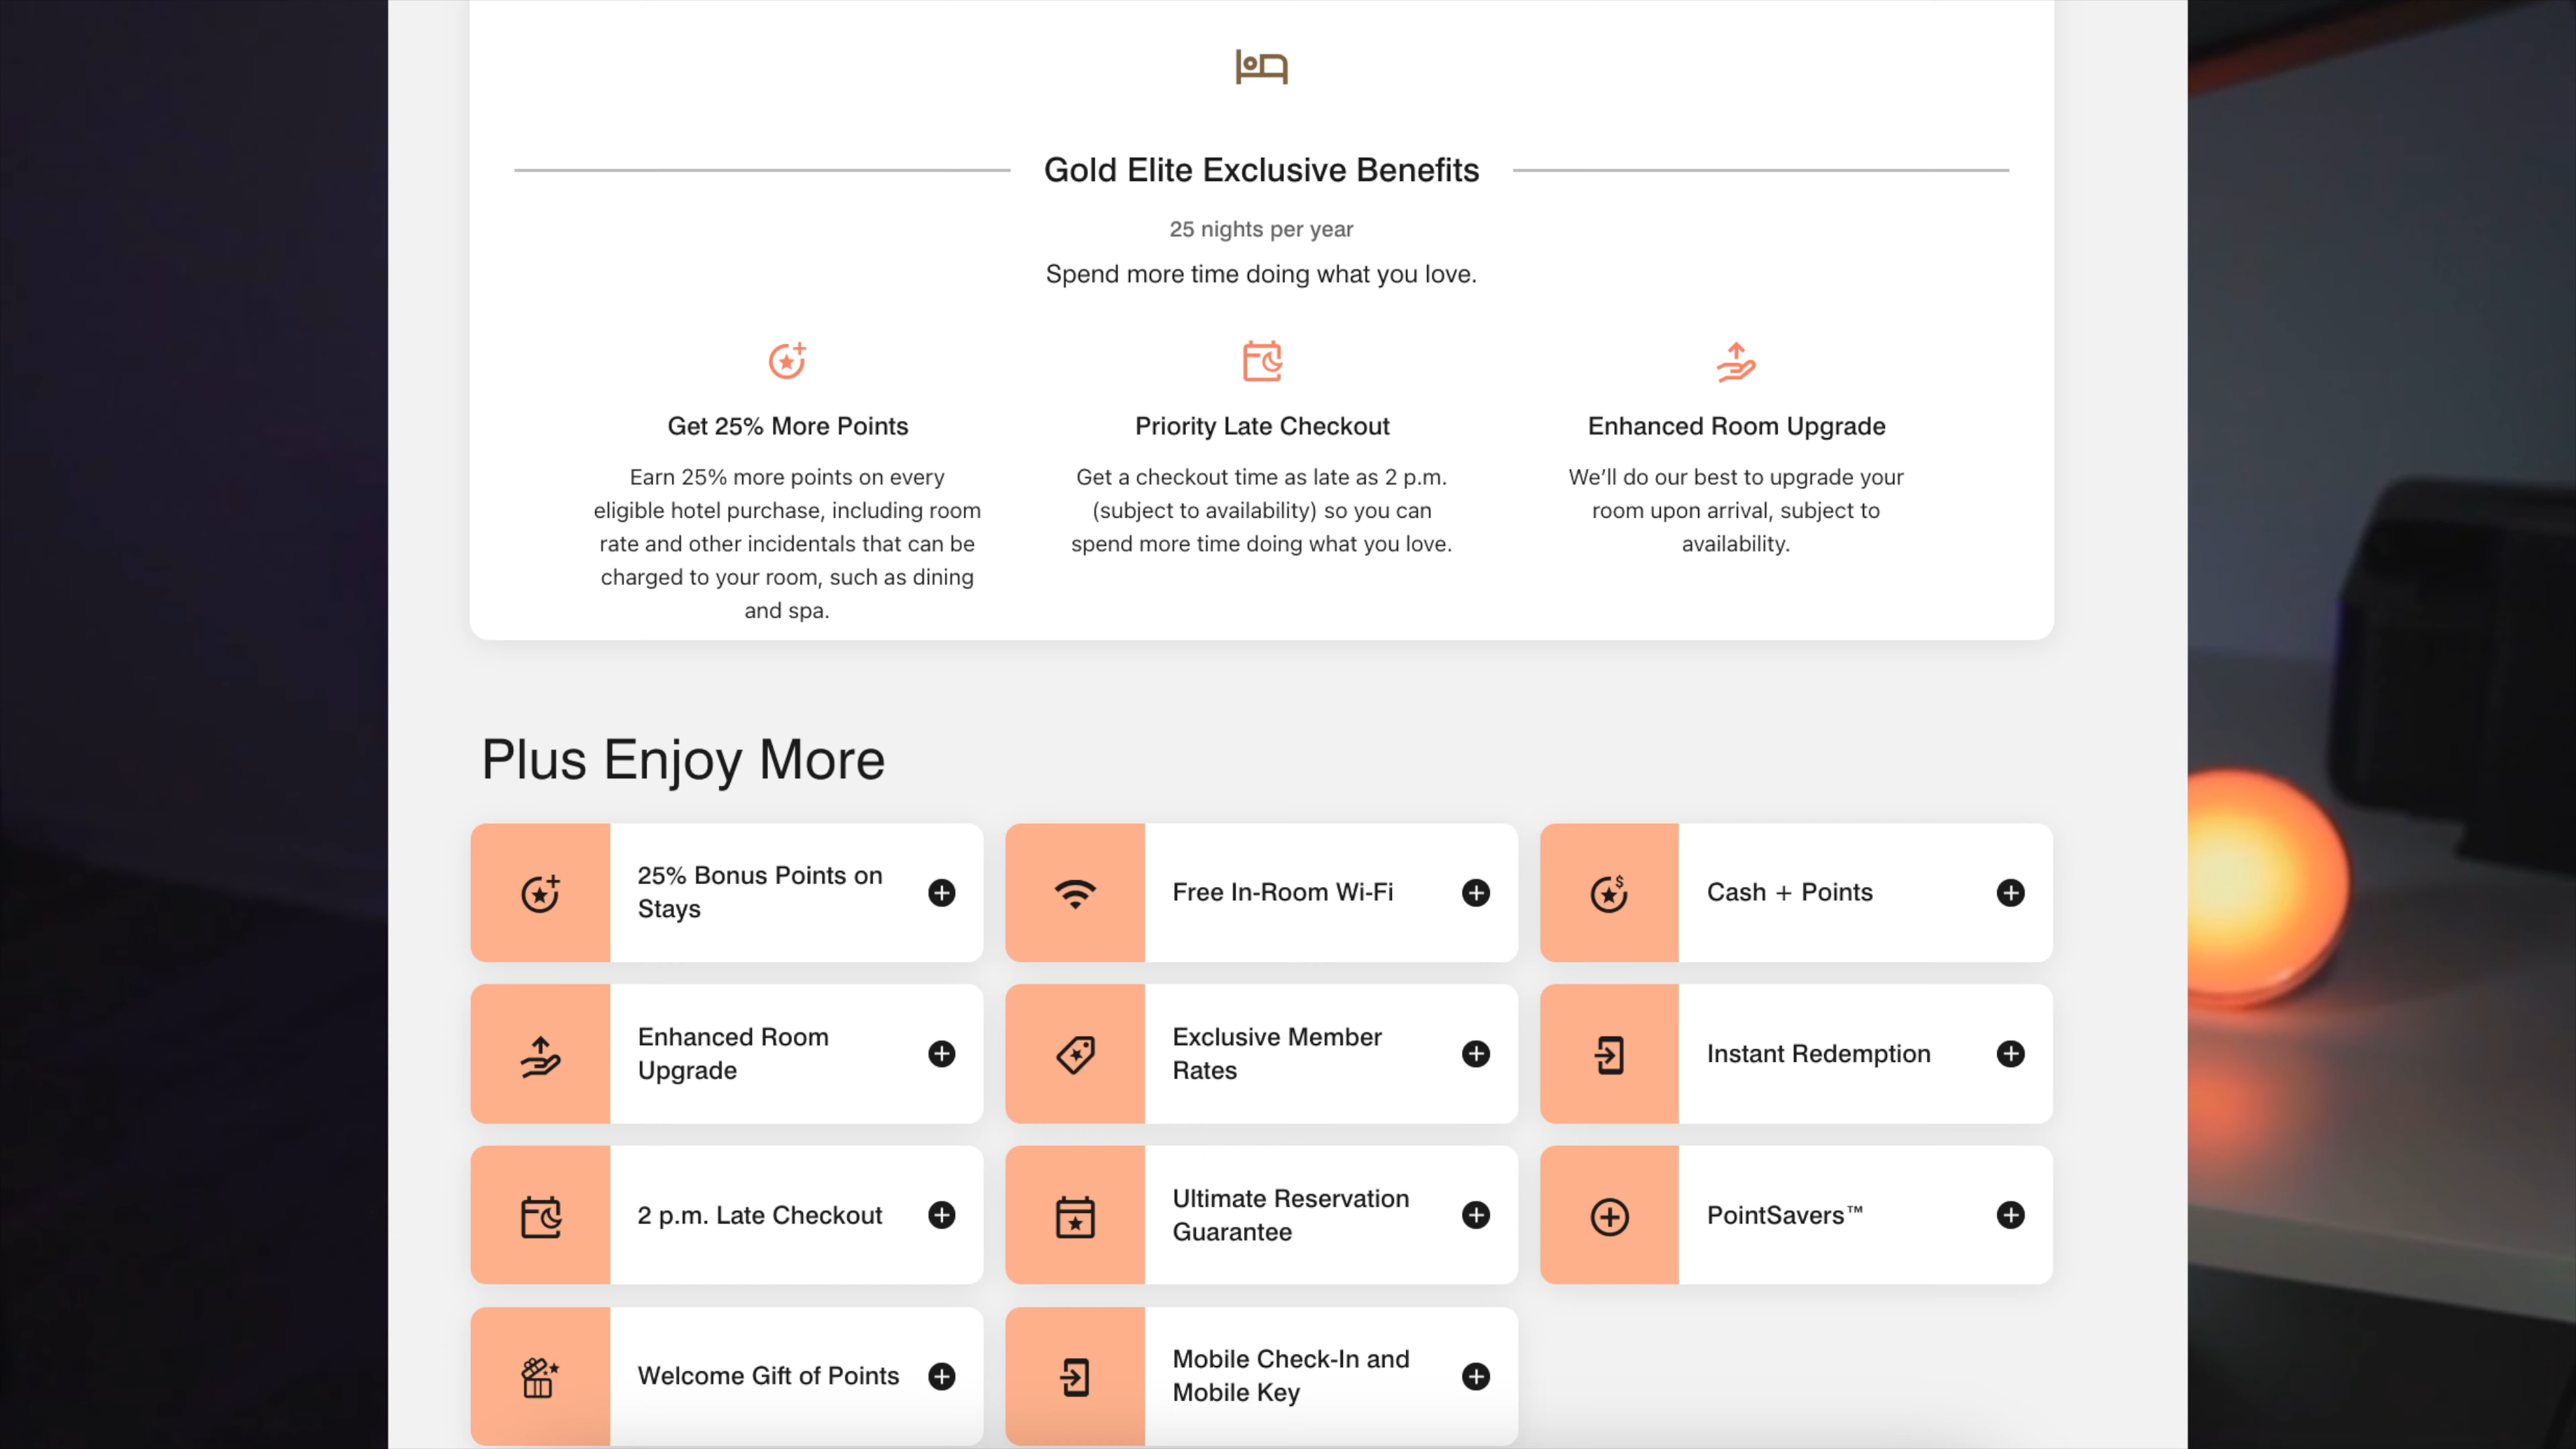 Gold Elite Exclusive Benefits
25 nights per year
Spend more time doing what you love.
Get 25% More Points
Earn 25% more points on every
eligible hotel purchase, including room
rate and other incidentals that can be
charged to your room, such as dining
and spa.
Priority Late Checkout
Get a checkout time as late as 2 p.m.
(subject to availability) so you can
spend more time doing what you love.
Enhanced Room Upgrade
We’ll do our best to upgrade your
room upon arrival, subject to
availability.
Plus Enjoy More
25% Bonus Points on
Stays
Free In-Room Wi-Fi
Cash + Points
Enhanced Room
Upgrade
Exclusive Member
Rates
Instant Redemption
2 p.m. Late Checkout
Ultimate Reservation
Guarantee
PointSavers™
Welcome Gift of Points
Mobile Check-In and
Mobile Key